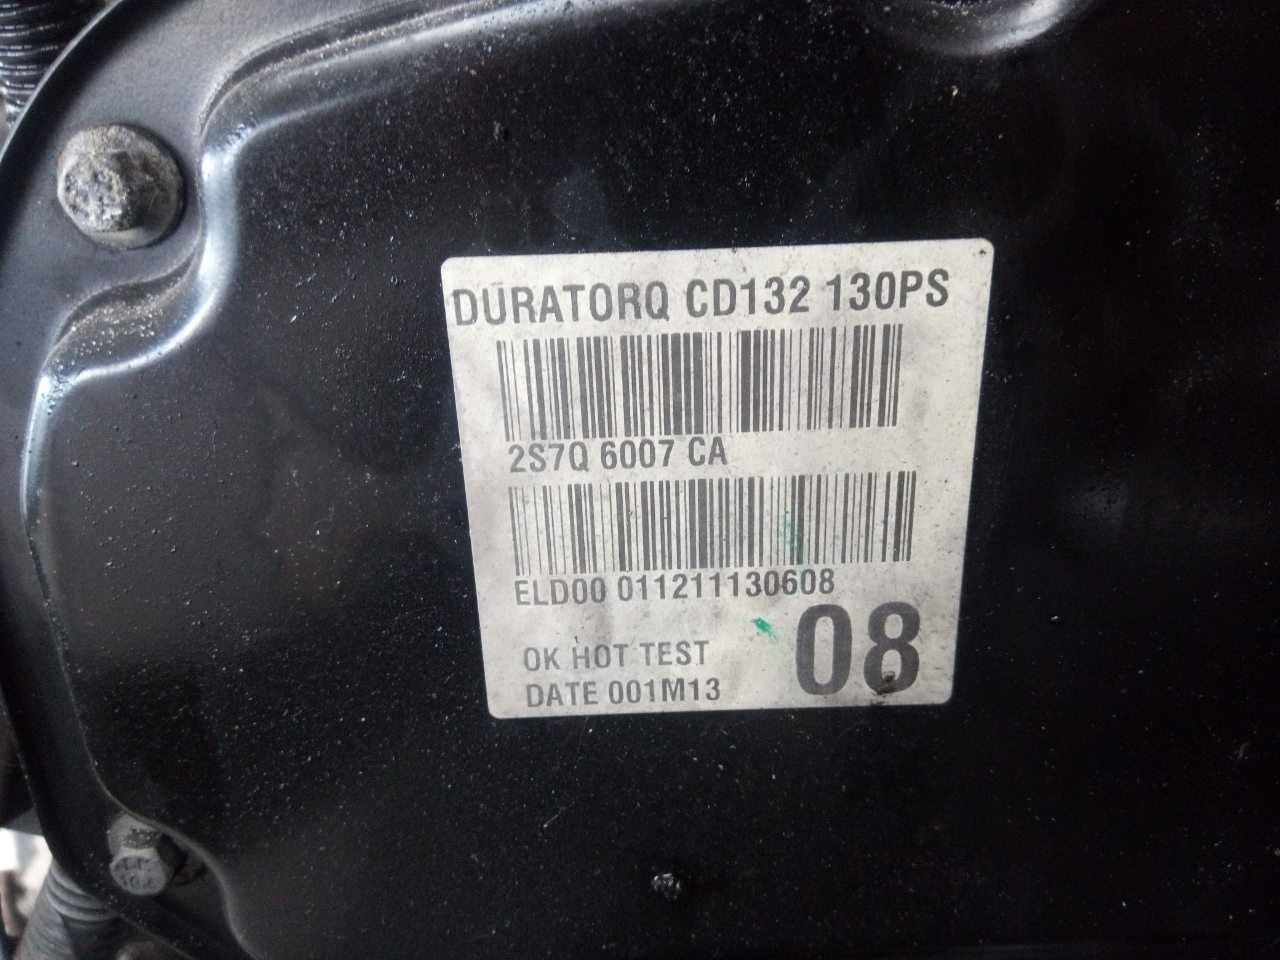 DURATORQ CD132 130PS
2S7Q 6007 CA
ELD00 011211130608
OK HOT TEST
DATE 001M13
08